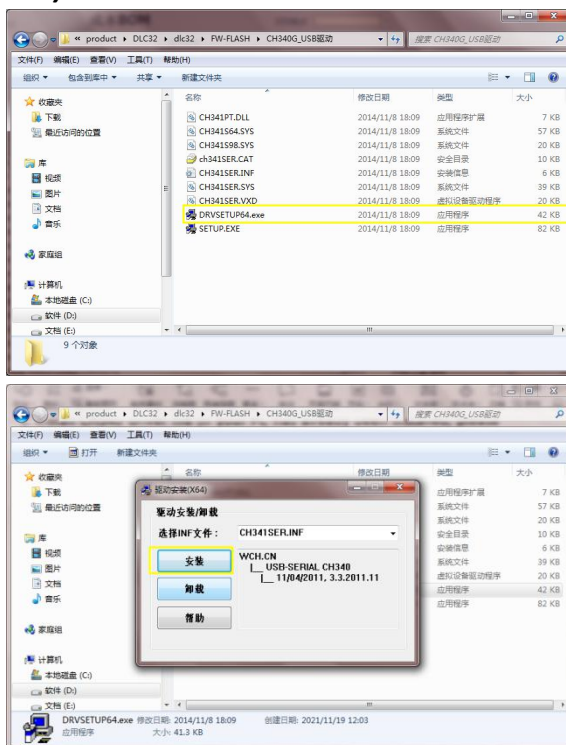 « product ▸ DLC32 ▸ dlc32 ▸ FW-FLASH ▸ CH340G_USB驱动
搜索 CH340G_USB驱动
文件(F) 编辑(E) 查看(V) 工具(T) 帮助(H)
组织 包含到库中 共享 新建文件夹
名称 修改日期 类型 大小
CH341PT.DLL 2014/11/8 18:09 应用程序扩展 7 KB
CH341S64.SYS 2014/11/8 18:09 系统文件 57 KB
CH341S98.SYS 2014/11/8 18:09 系统文件 20 KB
ch341SER.CAT 2014/11/8 18:09 安全目录 10 KB
CH341SER.INF 2014/11/8 18:09 安装信息 6 KB
CH341SER.SYS 2014/11/8 18:09 系统文件 39 KB
CH341SER.VXD 2014/11/8 18:09 虚拟设备驱动程序 20 KB
DRVSETUP64.exe 2014/11/8 18:09 应用程序 42 KB
SETUP.EXE 2014/11/8 18:09 应用程序 82 KB
收藏夹
下载
最近访问的位置
库
视频
图片
文档
音乐
家庭组
计算机
本地磁盘 (C:)
软件 (D:)
文档 (E:)
9 个对象
« product ▸ DLC32 ▸ dlc32 ▸ FW-FLASH ▸ CH340G_USB驱动
搜索 CH340G_USB驱动
文件(F) 编辑(E) 查看(V) 工具(T) 帮助(H)
组织 打开 新建文件夹
名称 修改日期 类型 大小
应用程序扩展 7 KB
系统文件 57 KB
系统文件 20 KB
安全目录 10 KB
安装信息 6 KB
系统文件 39 KB
虚拟设备驱动程序 20 KB
应用程序 42 KB
应用程序 82 KB
收藏夹
下载
最近访问的位置
库
视频
图片
文档
音乐
家庭组
计算机
本地磁盘 (C:)
软件 (D:)
文档 (E:)
驱动安装(X64)
驱动安装/卸载
选择INF文件: CH341SER.INF
安装
卸载
帮助
WCH.CN
|__ USB-SERIAL CH340
|__ 11/04/2011, 3.3.2011.11
DRVSETUP64.exe 修改日期: 2014/11/8 18:09 创建日期: 2021/11/19 12:03
应用程序 大小: 41.3 KB